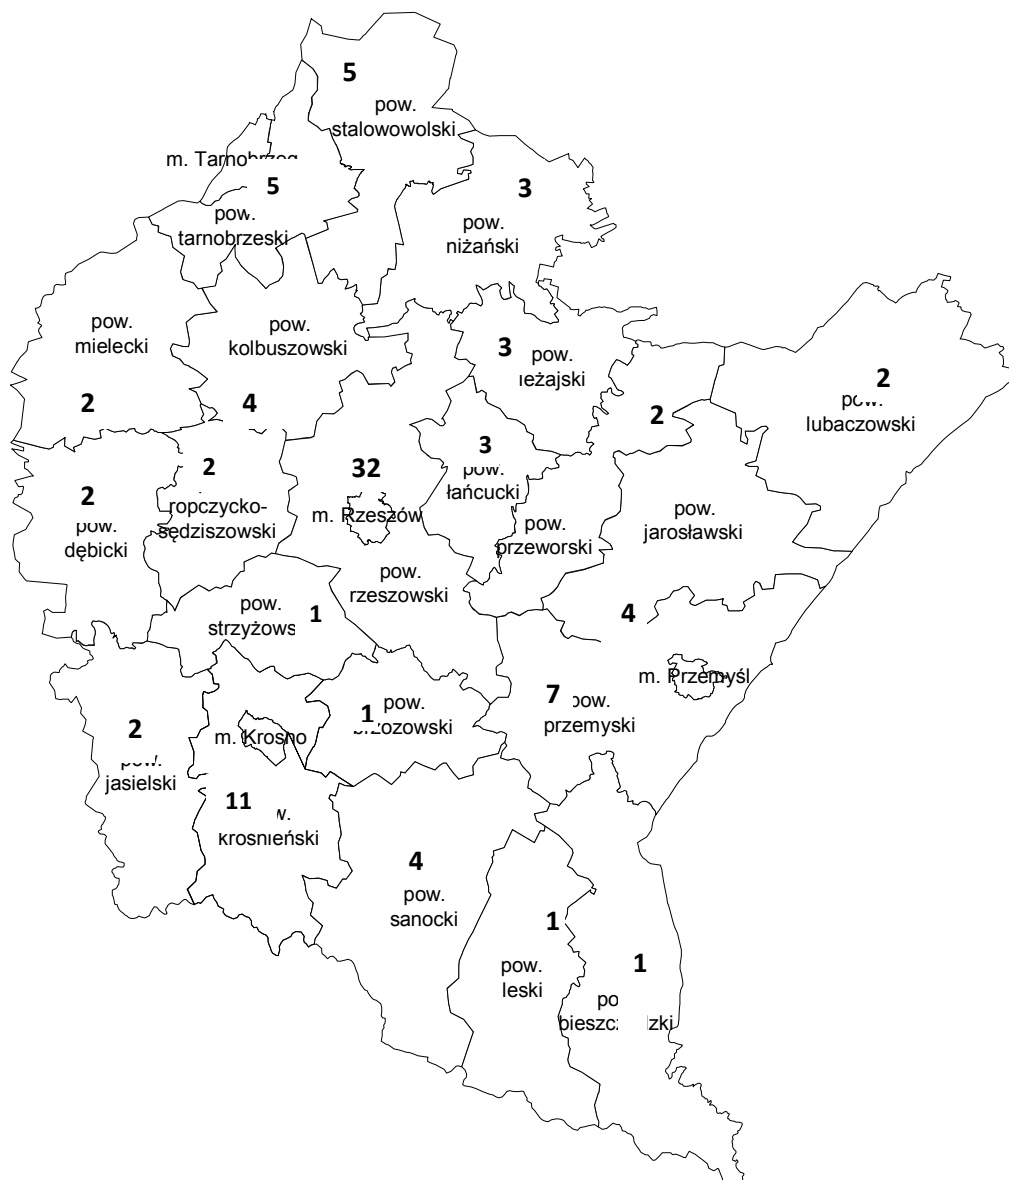 5
pow.
stalowowolski
m. Tarnobrzeg
5
3
pow.
tarnobrzeski
pow.
niżański
pow.
mielecki
pow.
kolbuszowski
3
pow.
2
2
4
2
lubaczowski
3
2
32
2
pow.
łańcucki
ropczycko-
sędziszowski
m. Rzeszów
pow.
jarosławski
pow.
dębicki
pow.
przeworski
pow.
rzeszowski
pow.
1
4
m. Przemyśl
7
pow.
przemyski
1
pow.
2
m. Krosno
pow.
jasielski
11
krośnieński
4
pow.
sanocki
1
pow.
leski
1